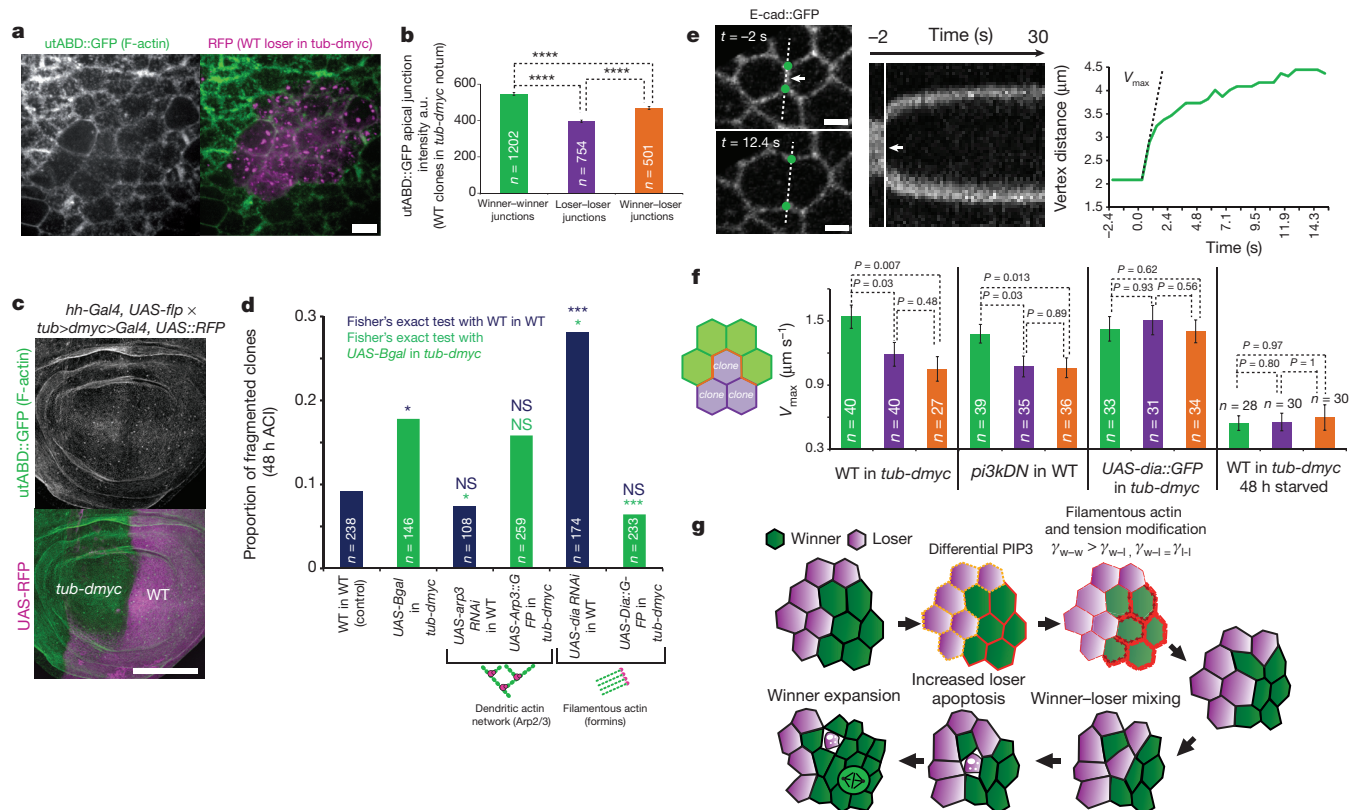 a
utABD::GFP (F-actin)
RFP (WT loser in tub-dmyc)
b
utABD::GFP apical junction
intensity a.u.
(WT clones in tub-dmyc notum)
600
400
200
0
****
****
****
n = 1202
n = 754
n = 501
Winner–winner
junctions
Loser–loser
junctions
Winner–loser
junctions
c
hh-Gal4, UAS-flp ×
tub>dmyc>Gal4, UAS::RFP
utABD::GFP (F-actin)
UAS-RFP
tub-dmyc
WT
d
Proportion of fragmented clones
(48 h ACI)
0.3
0.2
0.1
0
Fisher's exact test with WT in WT
Fisher's exact test with
UAS-Bgal in tub-dmyc
*
NS
*
NS
NS
***
*
NS
***
n = 238
n = 146
n = 108
n = 259
n = 174
n = 233
WT in WT
(control)
UAS-Bgal
in
tub-dmyc
UAS-arp3
RNAi
in WT
UAS-Arp3::G
FP in
tub-dmyc
UAS-dia RNAi
in WT
UAS-Dia::G-
FP in
tub-dmyc
Dendritic actin
network (Arp2/3)
Filamentous actin
(formins)
e
E-cad::GFP
t = –2 s
t = 12.4 s
Time (s)
–2
30
Vmax
Vertex distance (μm)
4.5
4
3.5
3
2.5
2
1.5
–2.4
0.0
2.4
4.7
7.1
9.5
11.9
14.3
Time (s)
f
clone
clone
clone
Vmax (μm s⁻¹)
1.5
0.9
0.3
P = 0.007
P = 0.03
P = 0.48
n = 40
n = 40
n = 27
WT in tub-dmyc
P = 0.013
P = 0.03
P = 0.89
n = 39
n = 35
n = 36
pi3kDN in WT
P = 0.62
P = 0.93
P = 0.56
n = 33
n = 31
n = 34
UAS-dia::GFP
in tub-dmyc
P = 0.97
P = 0.80
P = 1
n = 28
n = 30
n = 30
WT in tub-dmyc
48 h starved
g
Winner
Loser
Differential PIP3
Filamentous actin
and tension modification
γw–w > γw–l , γw–l = γl–l
Winner–loser mixing
Increased loser
apoptosis
Winner expansion